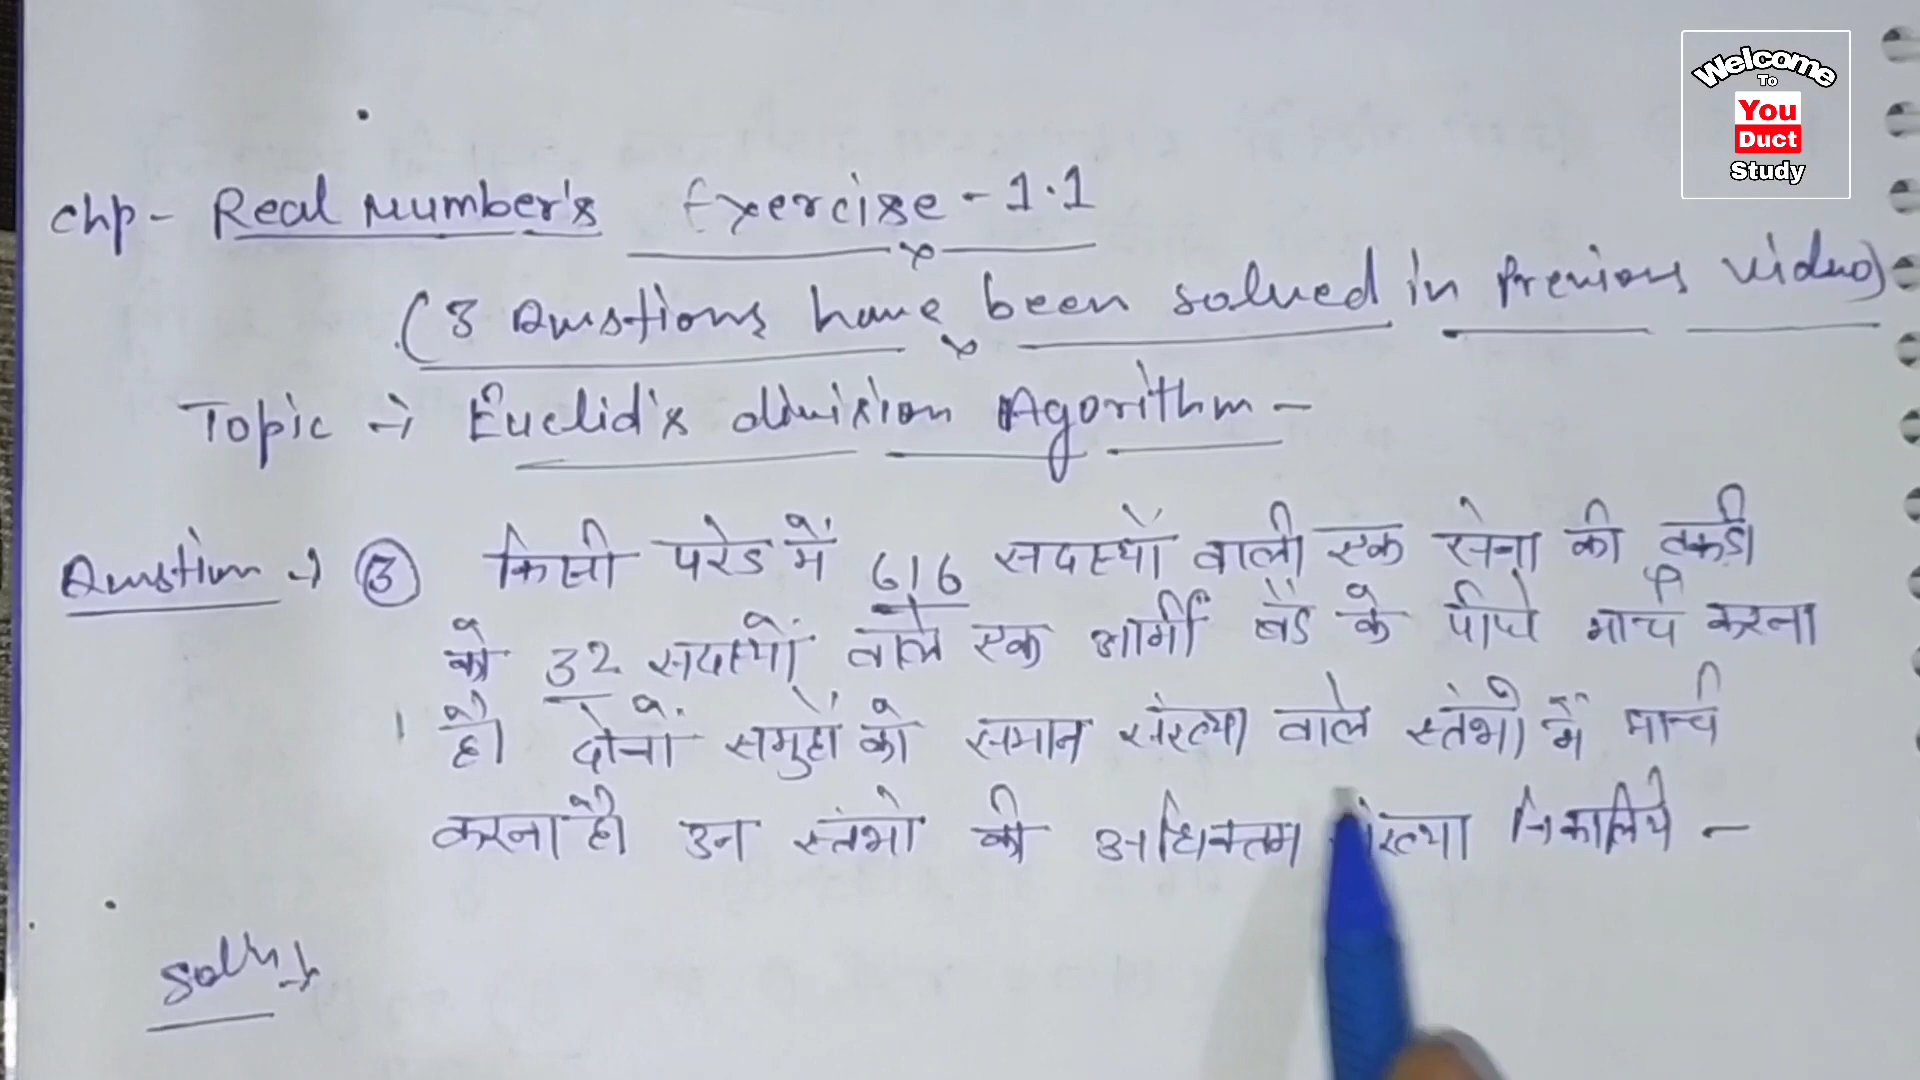 Welcome
To
You
Duct
Study
Chp- Real Number's Exercise - 1.1
(3 Questions have been solved in Previous video)
Topic → Euclid's division Agorithm -
Question → ③ किसी परेड में 616 सदस्यों वाली एक सेना की टुकड़ी
को 32 सदस्यों वाले एक आर्मी बैंड के पीछे मार्च करना
है। दोनों समुहों को समान संख्या वाले स्तंभों में मार्च
करना है। उन स्तंभो की अधिकतम संख्या निकालिये -
Soln →